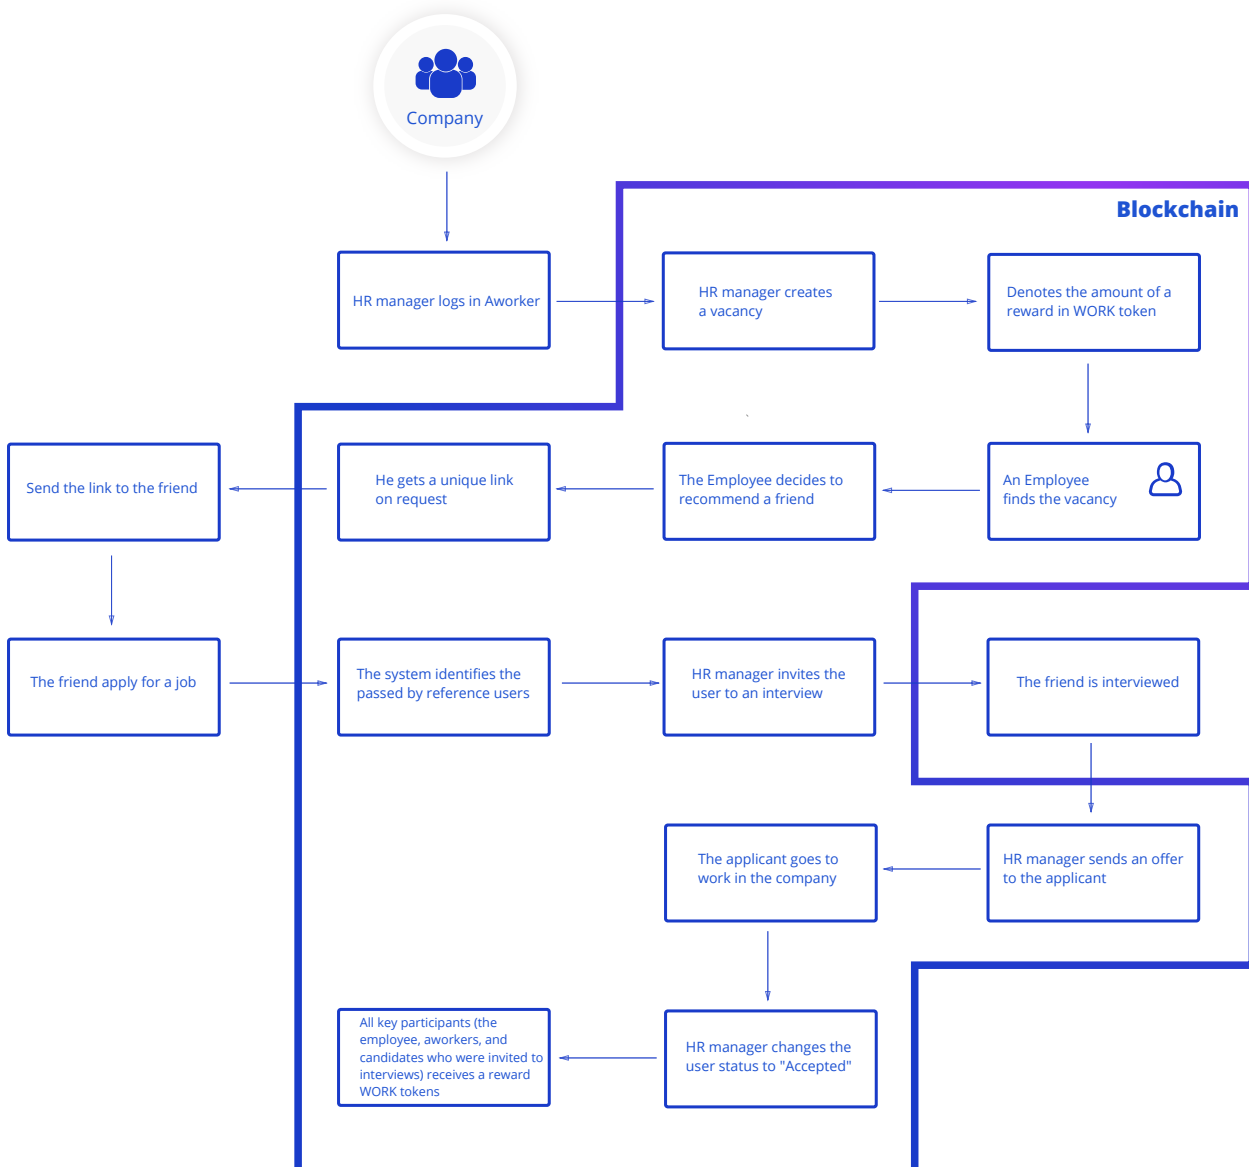 Company
Blockchain
HR manager logs in Aworker
HR manager creates
a vacancy
Denotes the amount of a
reward in WORK token
Send the link to the friend
He gets a unique link
on request
The Employee decides to
recommend a friend
An Employee
finds the vacancy
The friend apply for a job
The system identifies the
passed by reference users
HR manager invites the
user to an interview
The friend is interviewed
The applicant goes to
work in the company
HR manager sends an offer
to the applicant
All key participants (the
employee, aworkers, and
candidates who were invited to
interviews) receives a reward
WORK tokens
HR manager changes the
user status to "Accepted"